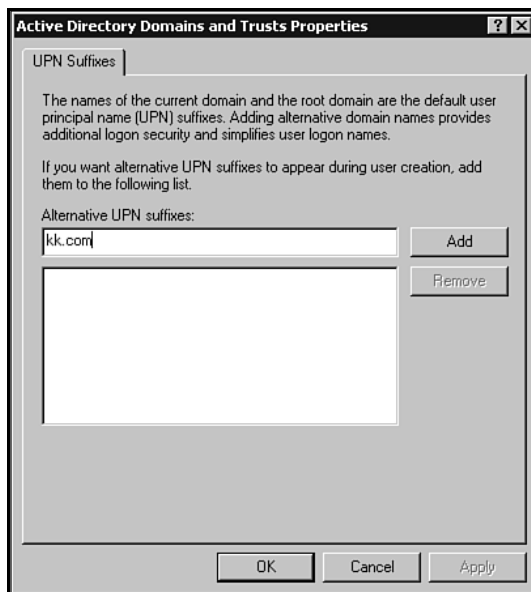 Active Directory Domains and Trusts Properties
UPN Suffixes
The names of the current domain and the root domain are the default user
principal name (UPN) suffixes. Adding alternative domain names provides
additional logon security and simplifies user logon names.
If you want alternative UPN suffixes to appear during user creation, add
them to the following list.
Alternative UPN suffixes:
kk.com
Add
Remove
OK
Cancel
Apply